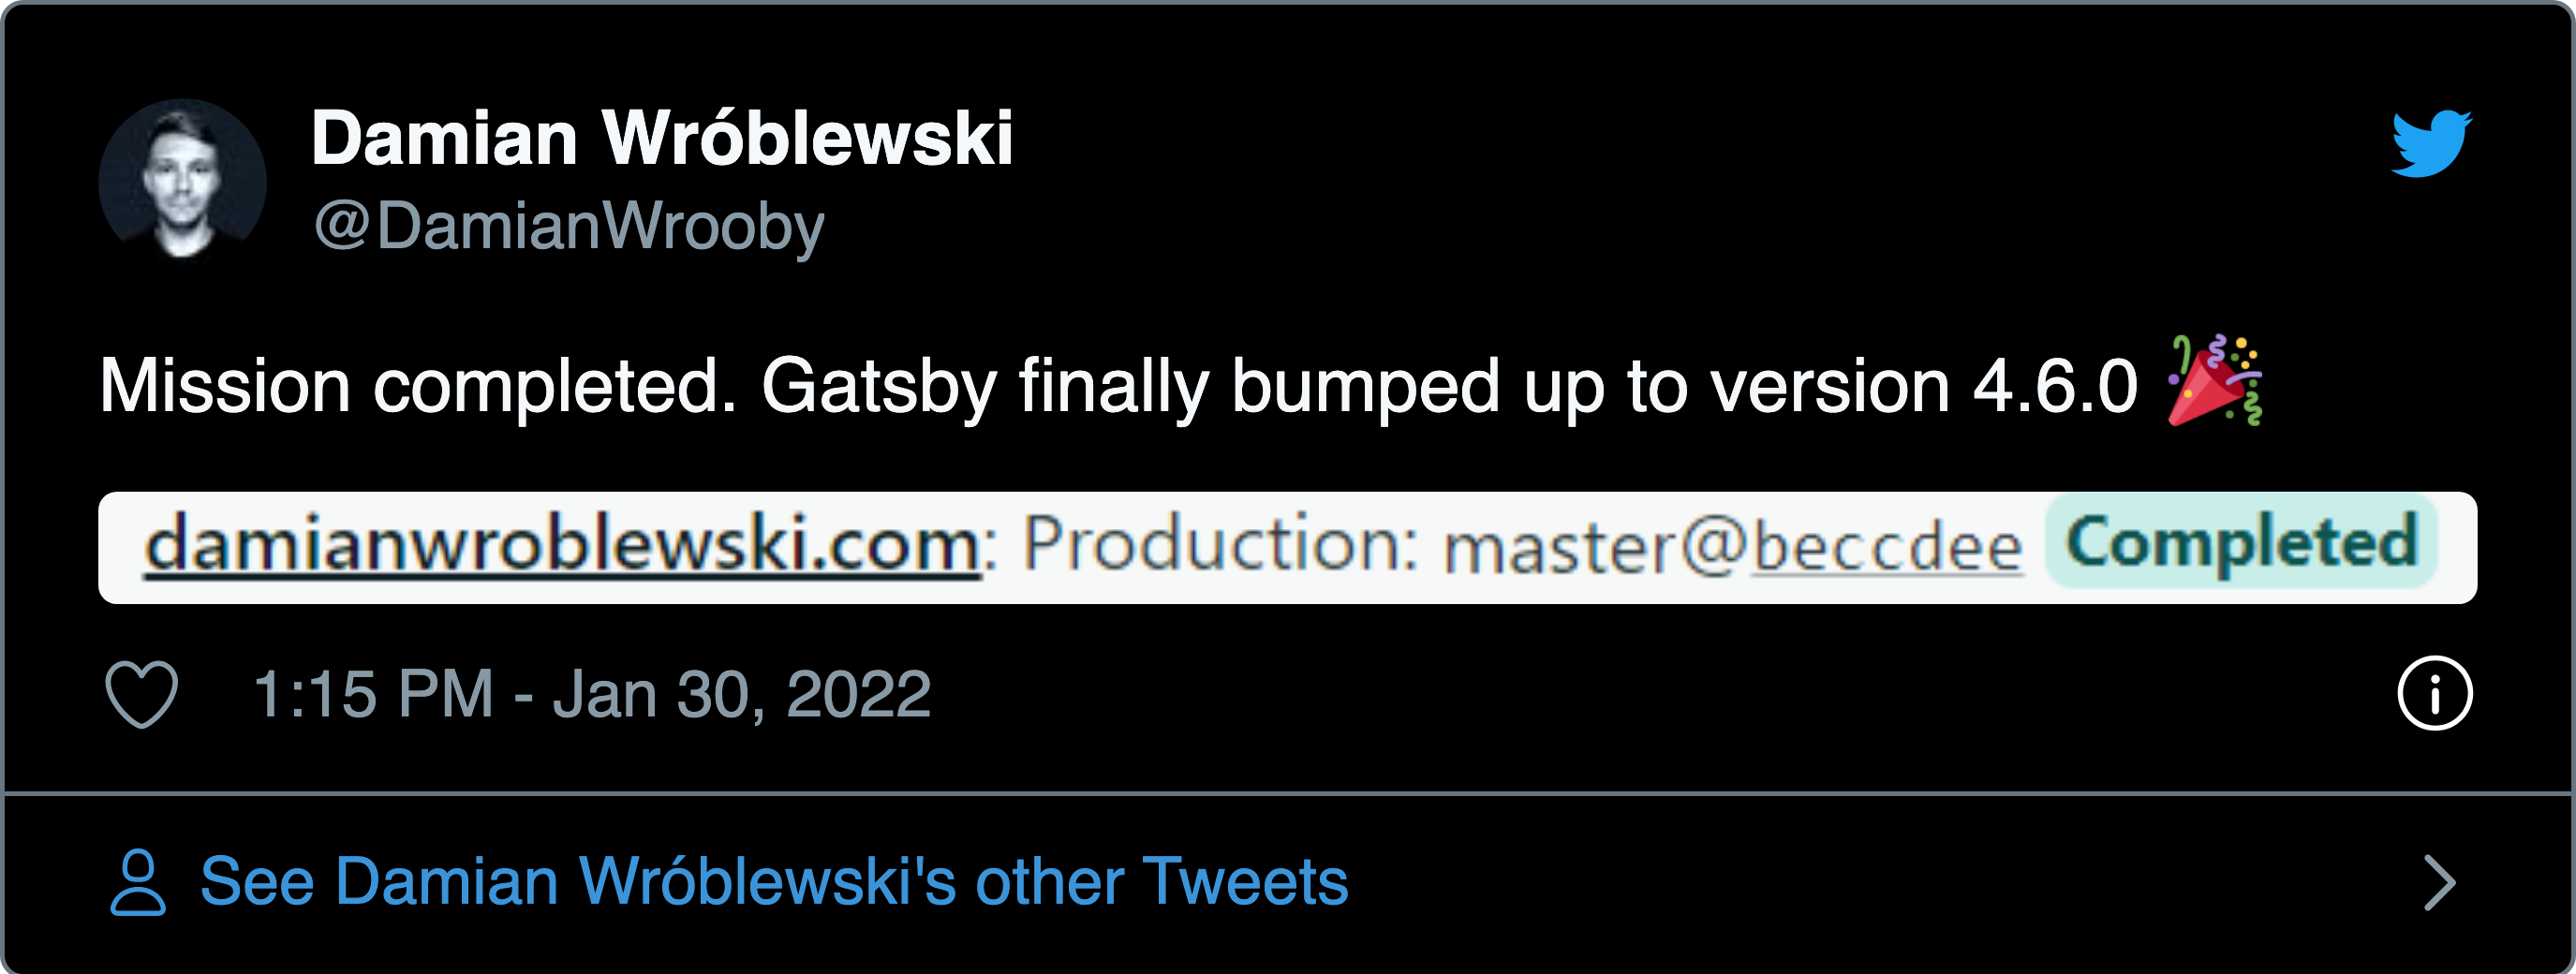 Damian Wróblewski
@DamianWrooby
Mission completed. Gatsby finally bumped up to version 4.6.0 🎉
damianwroblewski.com: Production: master@beccdee Completed
1:15 PM - Jan 30, 2022
See Damian Wróblewski's other Tweets